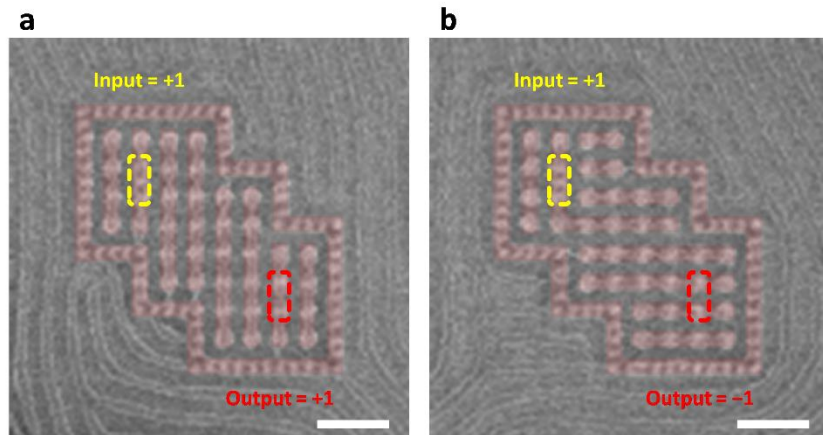 a
b
Input = +1
Input = +1
Output = +1
Output = −1